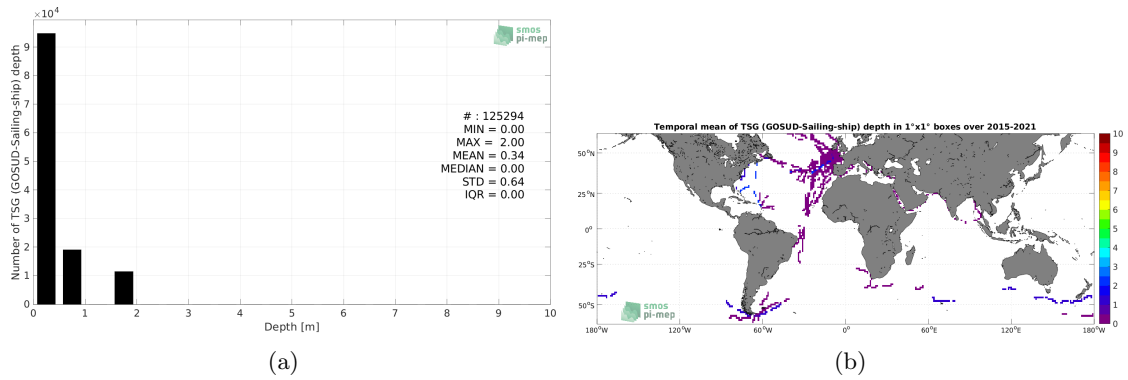 ×10⁴
Number of TSG (GOSUD-Sailing-ship) depth
9
8
7
6
5
4
3
2
1
0
0 1 2 3 4 5 6 7 8 9 10
Depth [m]
smos
pi-mep
# : 125294
MIN = 0.00
MAX = 2.00
MEAN = 0.34
MEDIAN = 0.00
STD = 0.64
IQR = 0.00
(a)
Temporal mean of TSG (GOSUD-Sailing-ship) depth in 1°x1° boxes over 2015-2021
50°N
25°N
0°
25°S
50°S
180°W 120°W 60°W 0° 60°E 120°E 180°W
smos
pi-mep
10
9
8
7
6
5
4
3
2
1
0
(b)